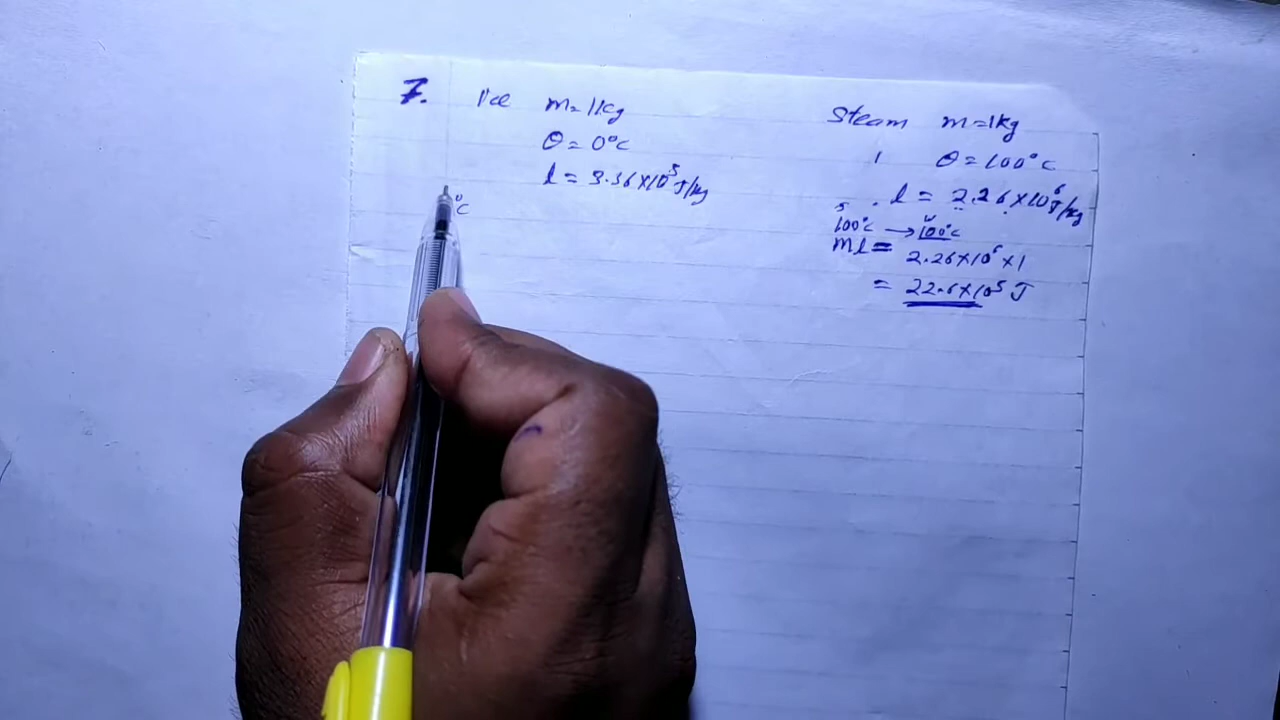 7. Ice m=1kg
θ= 0°C
l = 3.36×10⁵ J/kg
°C
Steam m=1kg
θ=100°C
l = 2.26×10⁶ J/kg
100°C → 100°C
ml = 2.26×10⁶×1
= 22.6×10⁵ J